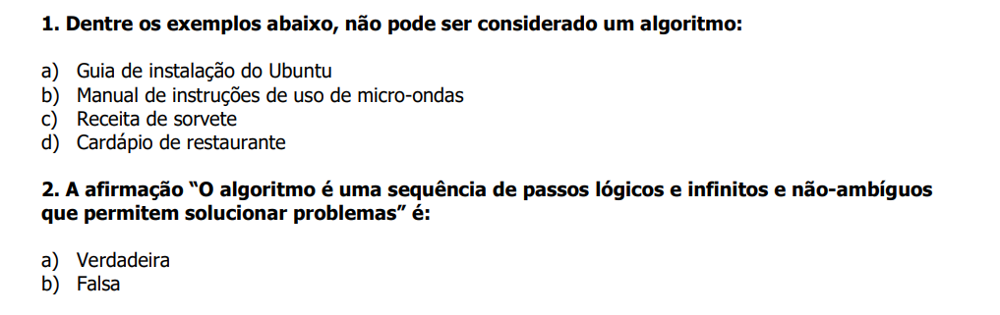 1. Dentre os exemplos abaixo, não pode ser considerado um algoritmo:
a) Guia de instalação do Ubuntu
b) Manual de instruções de uso de micro-ondas
c) Receita de sorvete
d) Cardápio de restaurante
2. A afirmação “O algoritmo é uma sequência de passos lógicos e infinitos e não-ambíguos
que permitem solucionar problemas” é:
a) Verdadeira
b) Falsa